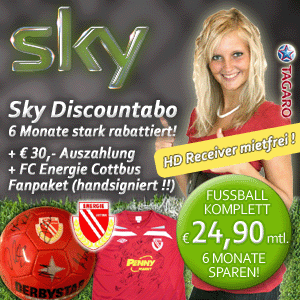 sky
TAGARO
Sky Discountabo
6 Monate stark rabattiert!
+ € 30,- Auszahlung
+ FC Energie Cottbus
Fanpaket (handsigniert !!)
HD Receiver mietfrei !
FUSSBALL
KOMPLETT
€ 24,90 mtl.
6 MONATE
SPAREN!
ENERGIE
PENNY
MARKT
DERBYSTAR